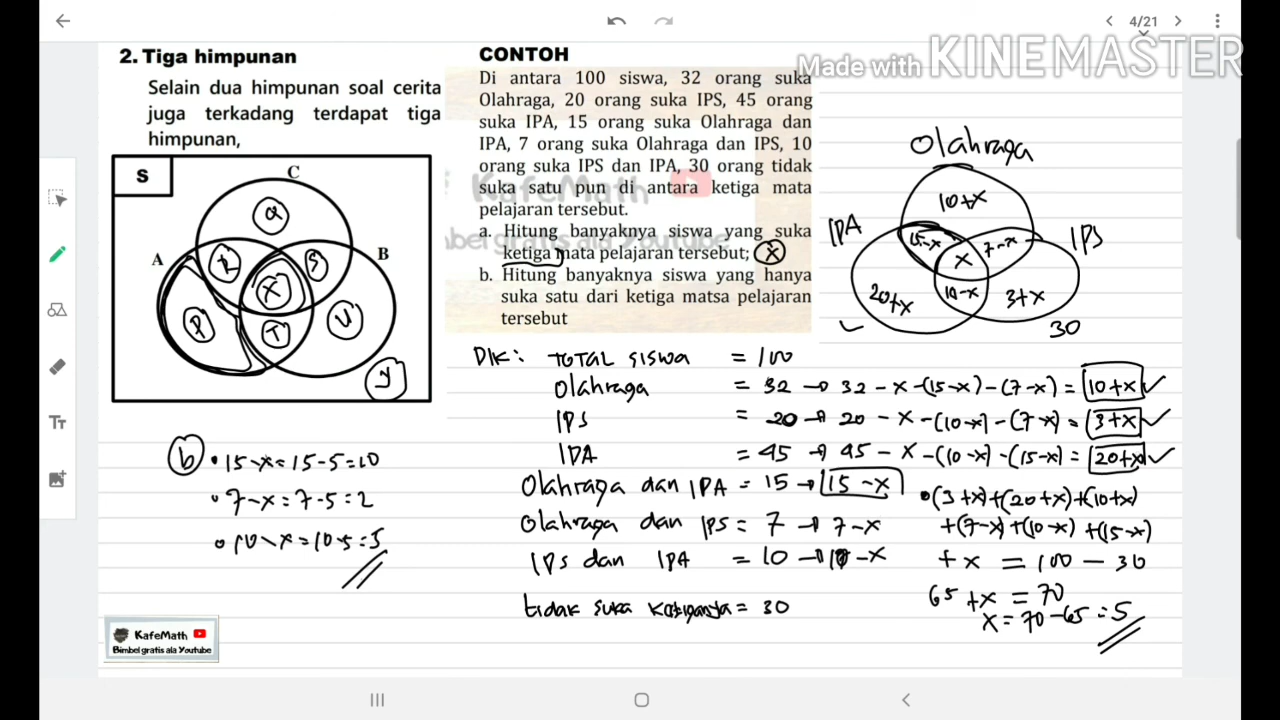 4/21
Made with KINEMASTER
2. Tiga himpunan
Selain dua himpunan soal cerita
juga terkadang terdapat tiga
himpunan,
S
C
A
B
Q
R
S
X
P
T
U
Y
CONTOH
Di antara 100 siswa, 32 orang suka
Olahraga, 20 orang suka IPS, 45 orang
suka IPA, 15 orang suka Olahraga dan
IPA, 7 orang suka Olahraga dan IPS, 10
orang suka IPS dan IPA, 30 orang tidak
suka satu pun di antara ketiga mata
pelajaran tersebut.
a. Hitung banyaknya siswa yang suka
ketiga mata pelajaran tersebut; X
b. Hitung banyaknya siswa yang hanya
suka satu dari ketiga matsa pelajaran
tersebut
KafeMath
Bimbel gratis ala Youtube
Olahraga
10+x
IPA
IPS
15-x
7-x
x
20+x
10-x
3+x
30
DIK: TOTAL SISWA = 100
Olahraga = 32 → 32 - x -(15-x) - (7-x) = 10+x
IPS = 20 → 20 - x -(10-x) - (7-x) = 3+x
IPA = 45 → 45 - x -(10-x) - (15-x) = 20+x
Olahraga dan IPA = 15 → 15-x
Olahraga dan IPS = 7 → 7-x
IPS dan IPA = 10 → 10-x
tidak suka ketiganya = 30
•(3+x)+(20+x)+(10+x)
+(7-x)+(10-x)+(15-x)
+x = 100 - 30
65 +x = 70
x = 70-65 = 5
b • 15-x = 15-5 = 10
• 7-x = 7-5 = 2
• 10-x = 10-5 = 5
KafeMath
Bimbel gratis ala Youtube
Tt